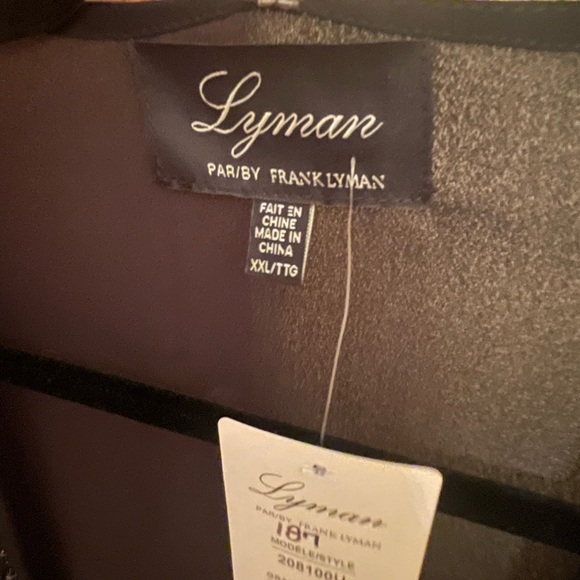 Lyman
PAR/BY FRANK LYMAN
FAIT EN
CHINE
MADE IN
CHINA
XXL/TTG
Lyman
PAR/BY FRANK LYMAN
187
MODELE/STYLE